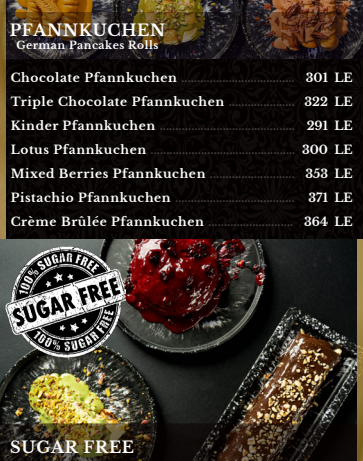 PFANNKUCHEN
German Pancakes Rolls
Chocolate Pfannkuchen ........ 301 LE
Triple Chocolate Pfannkuchen ........ 322 LE
Kinder Pfannkuchen ........ 291 LE
Lotus Pfannkuchen ........ 300 LE
Mixed Berries Pfannkuchen ........ 353 LE
Pistachio Pfannkuchen ........ 371 LE
Crème Brûlée Pfannkuchen ........ 364 LE
100% SUGAR FREE
SUGAR FREE
100% SUGAR FREE
SUGAR FREE